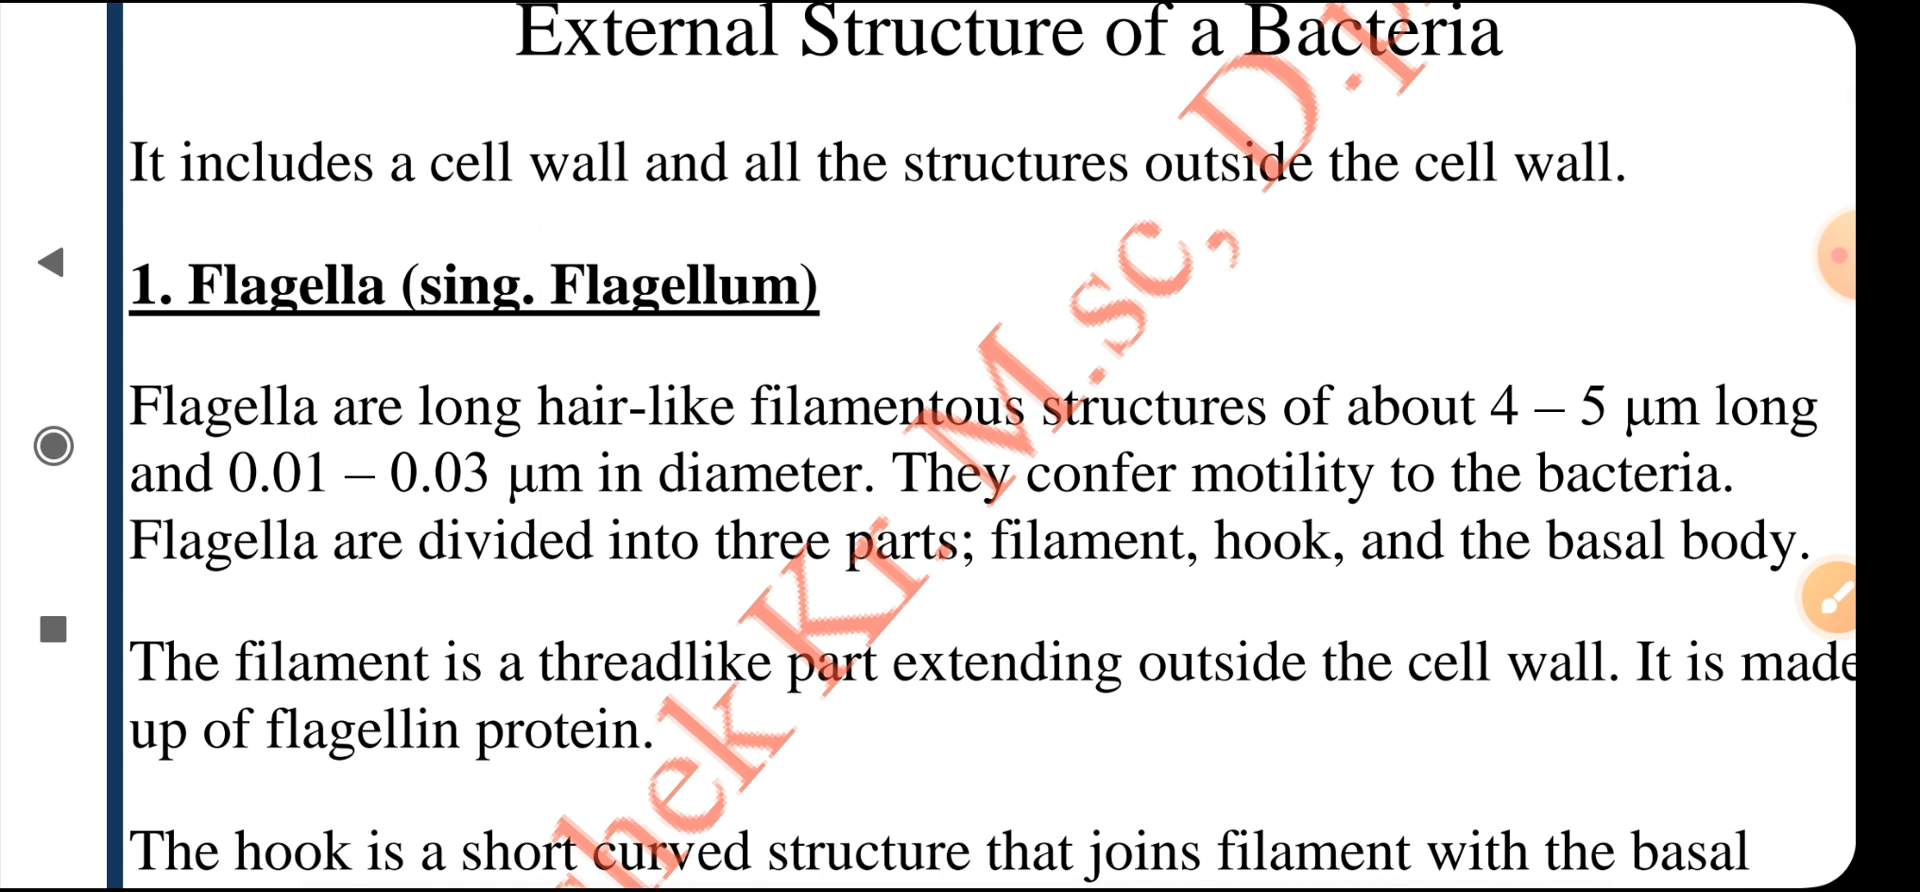 External Structure of a Bacteria
It includes a cell wall and all the structures outside the cell wall.
1. Flagella (sing. Flagellum)
Flagella are long hair-like filamentous structures of about 4 – 5 μm long
and 0.01 – 0.03 μm in diameter. They confer motility to the bacteria.
Flagella are divided into three parts; filament, hook, and the basal body.
The filament is a threadlike part extending outside the cell wall. It is made
up of flagellin protein.
The hook is a short curved structure that joins filament with the basal
Kr. M.sc,